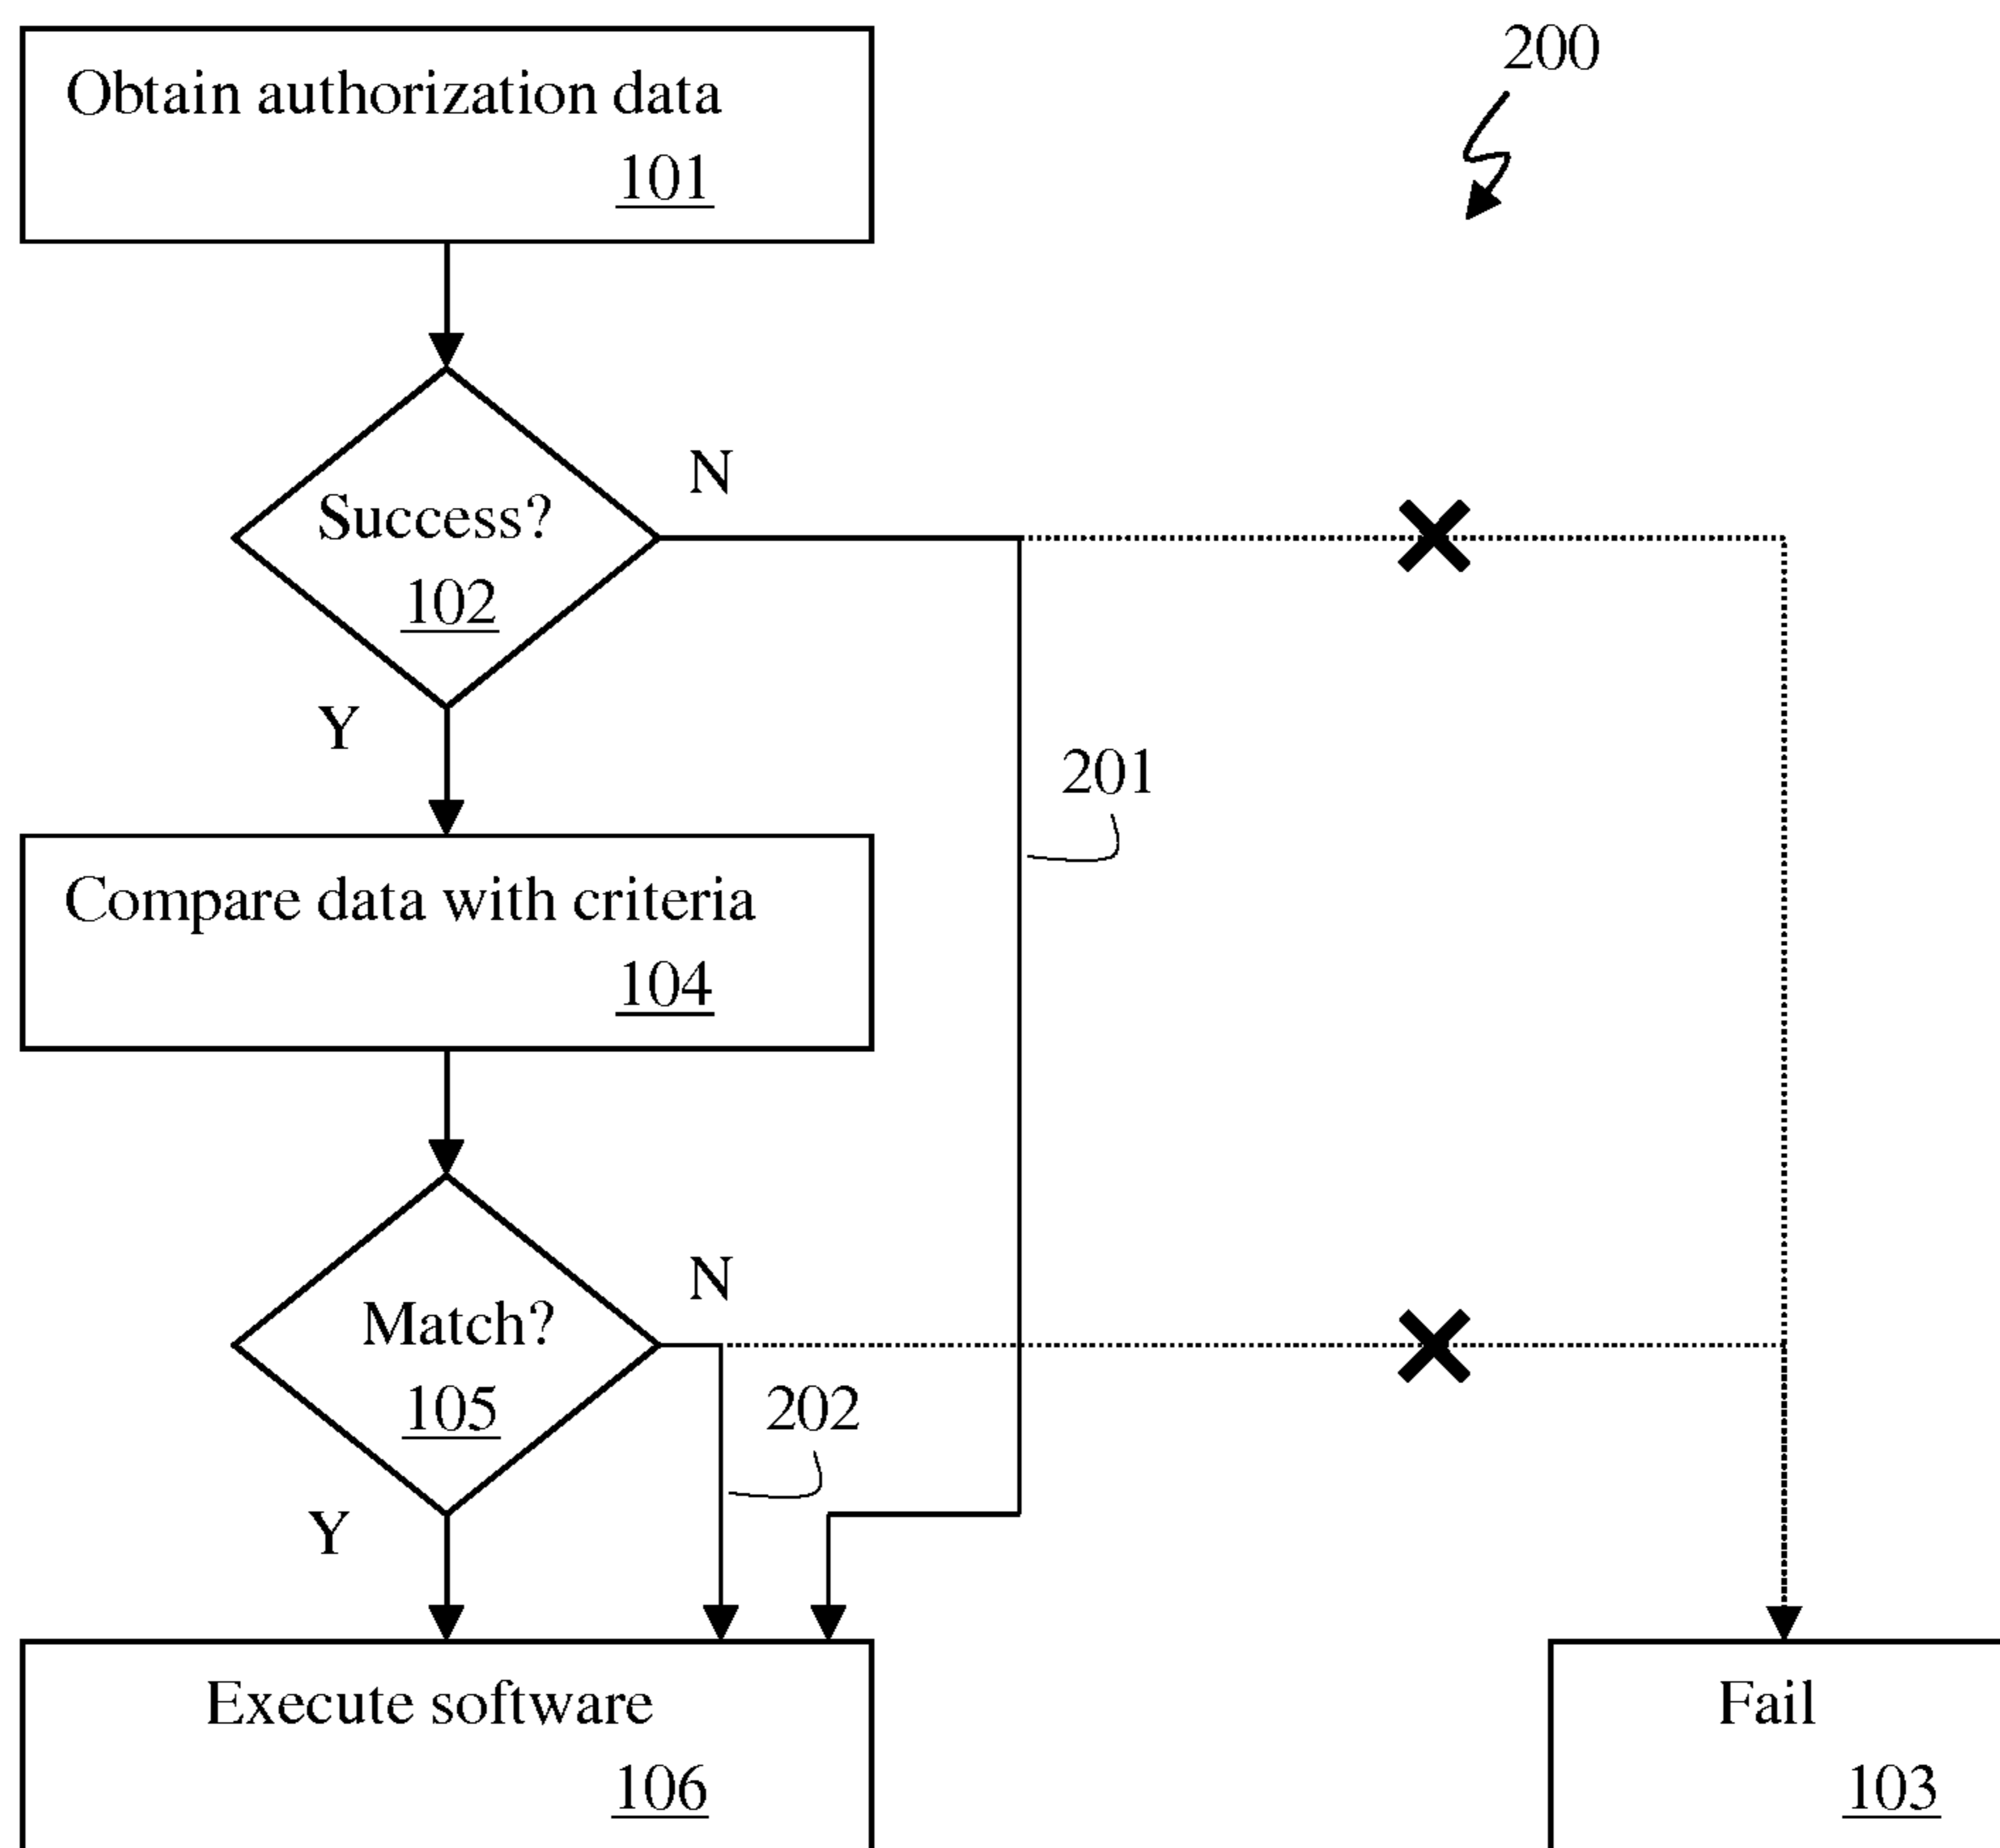 Obtain authorization data
101
200
N
Success?
102
Y
201
Compare data with criteria
104
N
Match?
105
202
Y
Execute software
106
Fail
103